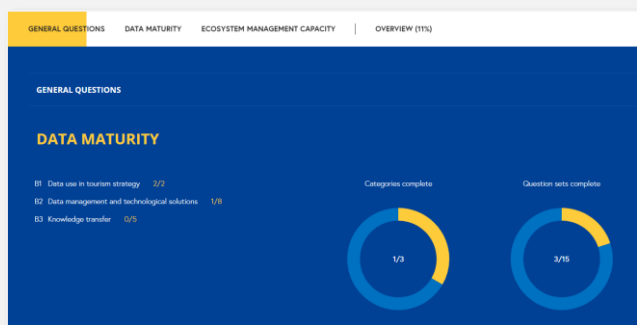 GENERAL QUESTIONS DATA MATURITY ECOSYSTEM MANAGEMENT CAPACITY | OVERVIEW (11%)
GENERAL QUESTIONS
DATA MATURITY
B1 Data use in tourism strategy 2/2
B2 Data management and technological solutions 1/8
B3 Knowledge transfer 0/5
Categories complete
1/3
Question sets complete
3/15